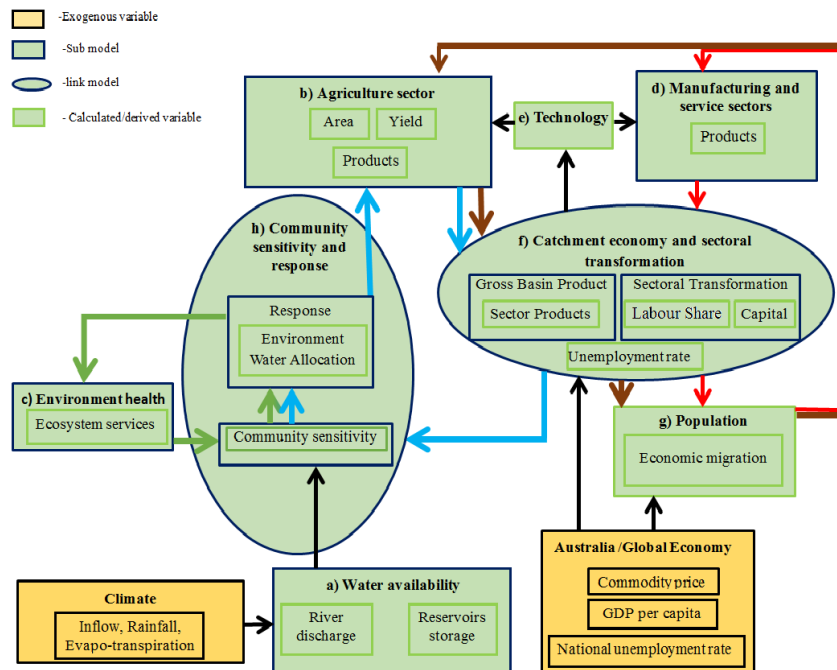 -Exogenous variable
-Sub model
-link model
- Calculated/derived variable
b) Agriculture sector
Area
Yield
Products
e) Technology
d) Manufacturing and
service sectors
Products
h) Community
sensitivity and
response
Response
Environment
Water Allocation
Community sensitivity
f) Catchment economy and sectoral
transformation
Gross Basin Product
Sector Products
Sectoral Transformation
Labour Share
Capital
Unemployment rate
c) Environment health
Ecosystem services
g) Population
Economic migration
Climate
Inflow, Rainfall,
Evapo-transpiration
a) Water availability
River
discharge
Reservoirs
storage
Australia /Global Economy
Commodity price
GDP per capita
National unemployment rate